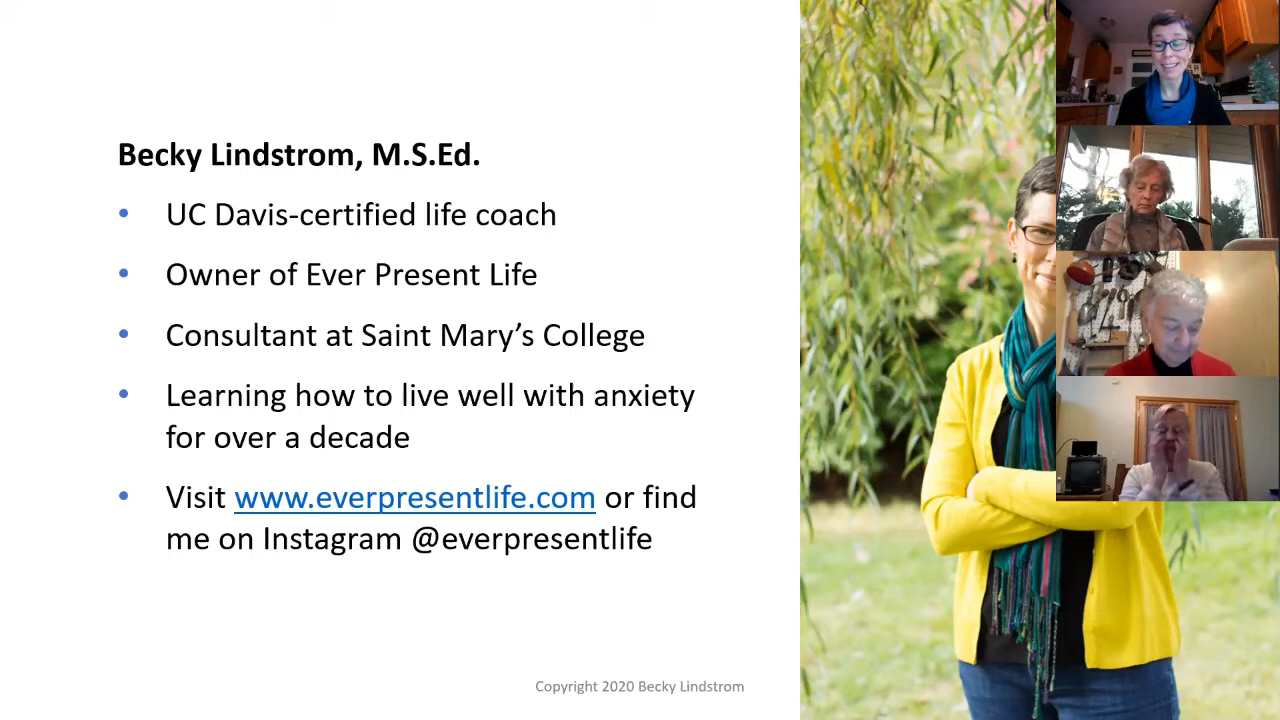 Becky Lindstrom, M.S.Ed.
• UC Davis-certified life coach
• Owner of Ever Present Life
• Consultant at Saint Mary’s College
• Learning how to live well with anxiety
for over a decade
• Visit www.everpresentlife.com or find
me on Instagram @everpresentlife
Copyright 2020 Becky Lindstrom